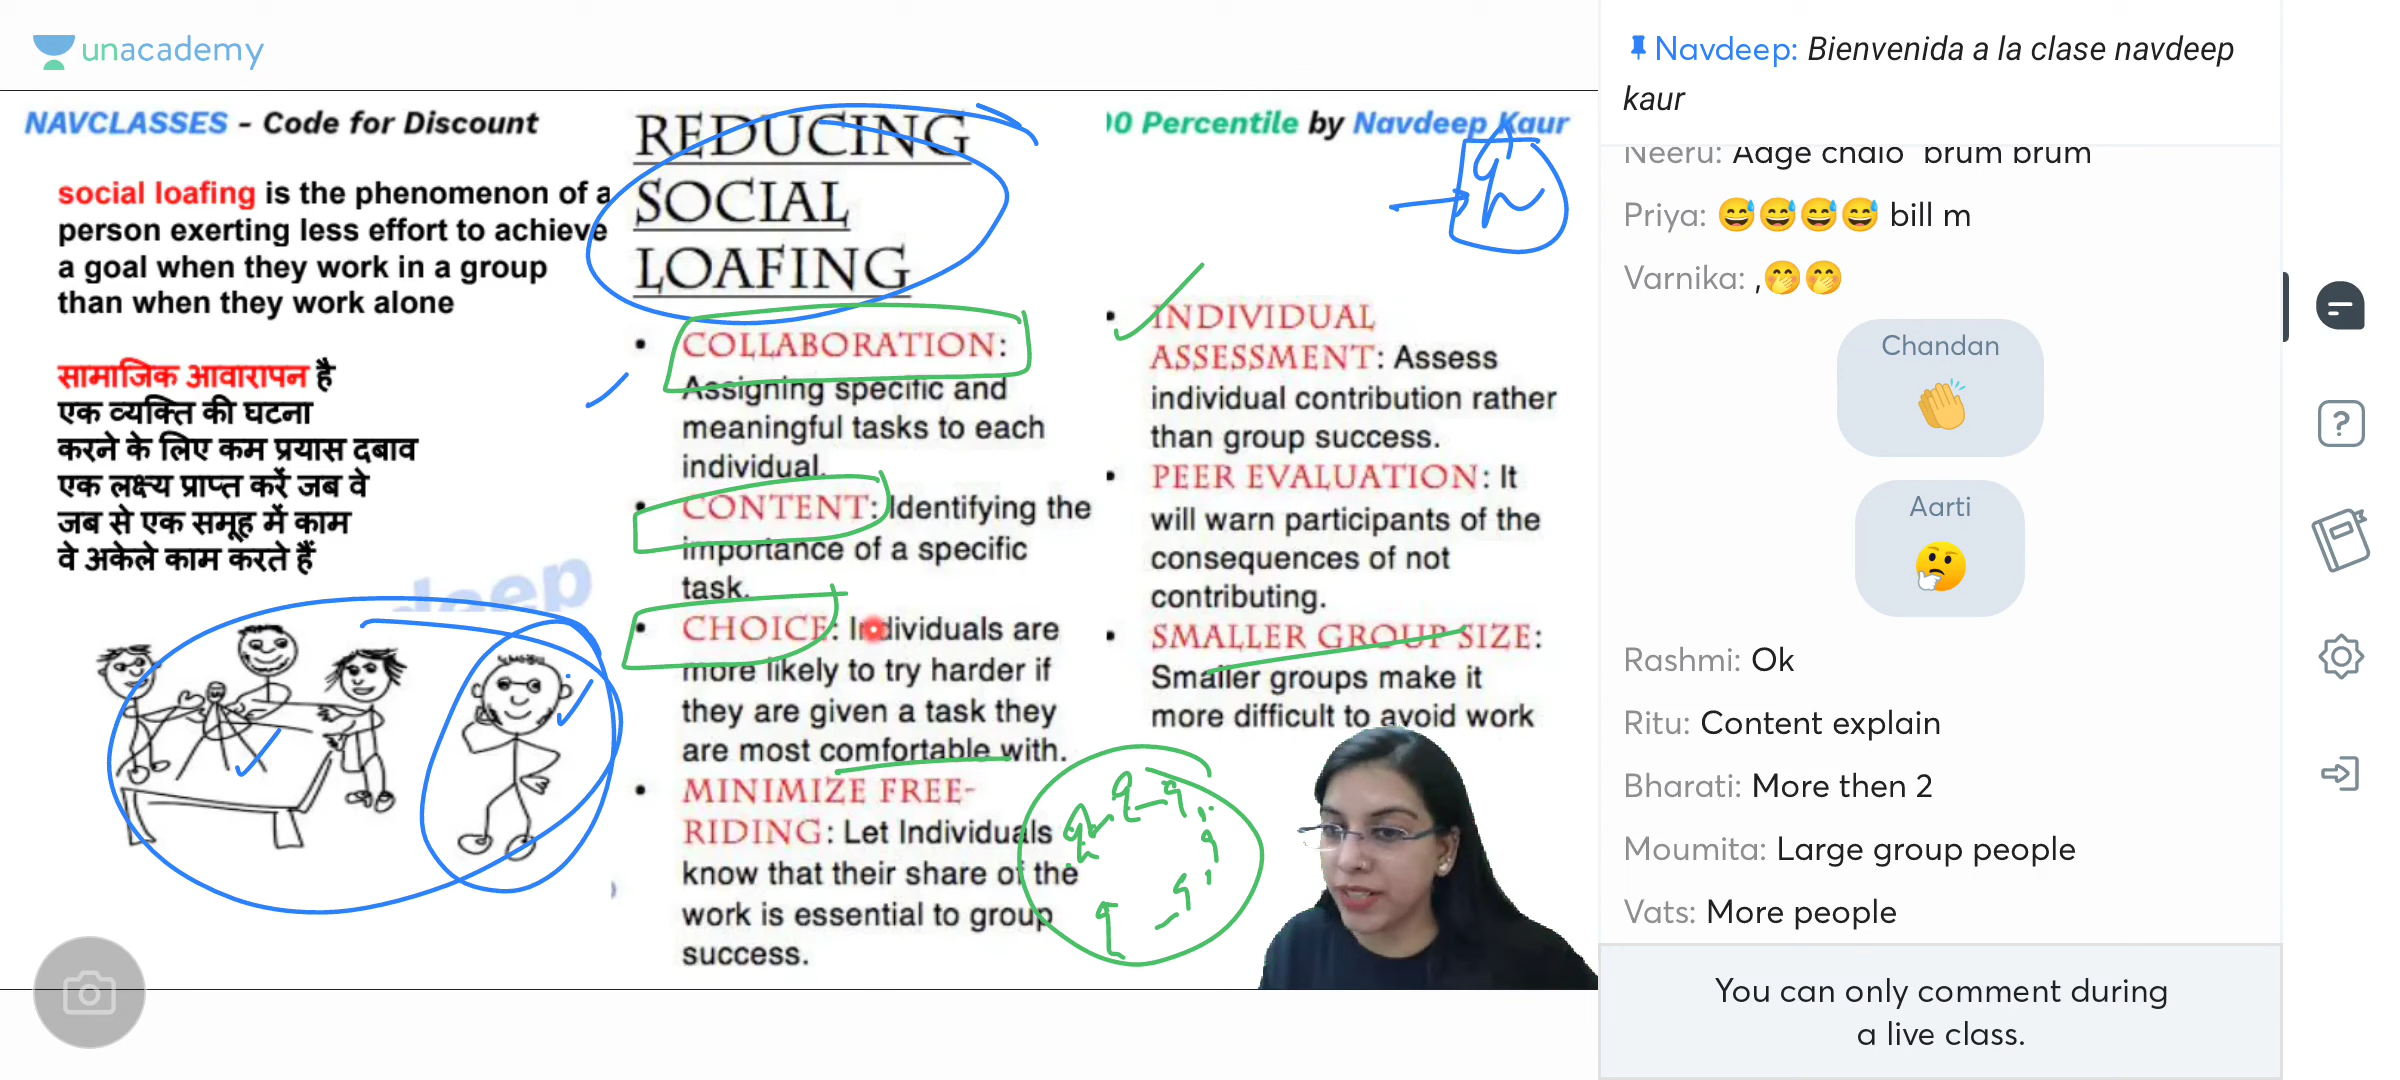 unacademy
NAVCLASSES - Code for Discount
social loafing is the phenomenon of a
person exerting less effort to achieve
a goal when they work in a group
than when they work alone
सामाजिक आवारापन है
एक व्यक्ति की घटना
करने के लिए कम प्रयास दबाव
एक लक्ष्य प्राप्त करें जब वे
जब से एक समूह में काम
वे अकेले काम करते हैं
deep
REDUCING
SOCIAL
LOAFING
• COLLABORATION:
Assigning specific and
meaningful tasks to each
individual.
• CONTENT: Identifying the
importance of a specific
task.
• CHOICE: Individuals are
more likely to try harder if
they are given a task they
are most comfortable with.
• MINIMIZE FREE-
RIDING: Let Individuals
know that their share of the
work is essential to group
success.
0 Percentile by Navdeep Kaur
• INDIVIDUAL
ASSESSMENT: Assess
individual contribution rather
than group success.
• PEER EVALUATION: It
will warn participants of the
consequences of not
contributing.
• SMALLER GROUP SIZE:
Smaller groups make it
more difficult to avoid work
Navdeep: Bienvenida a la clase navdeep
kaur
Neeru: Aage chalo brum brum
Priya: 😅😅😅😅 bill m
Varnika: ,🤭🤭
Chandan
👏
Aarti
🤔
Rashmi: Ok
Ritu: Content explain
Bharati: More then 2
Moumita: Large group people
Vats: More people
You can only comment during
a live class.